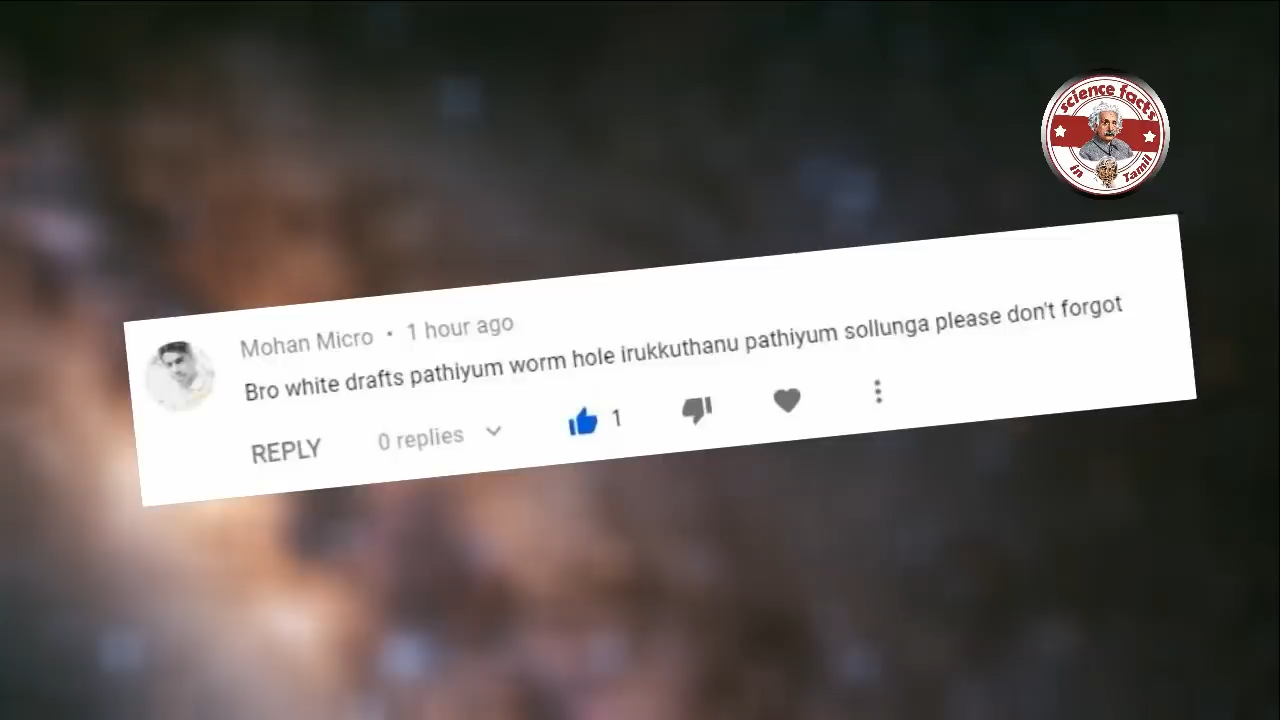 science facts
in Tamil
Mohan Micro • 1 hour ago
Bro white drafts pathiyum worm hole irukkuthanu pathiyum sollunga please don't forgot
REPLY 0 replies 1